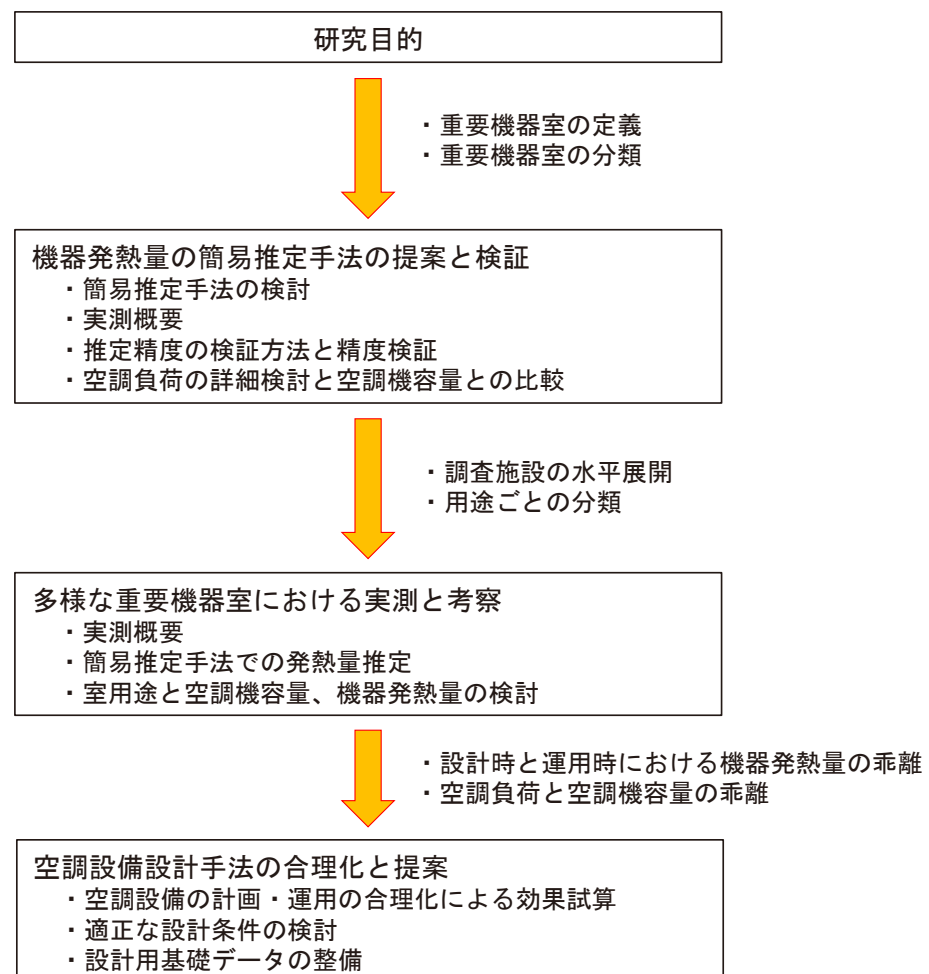 研究目的
・重要機器室の定義
・重要機器室の分類
機器発熱量の簡易推定手法の提案と検証
・簡易推定手法の検討
・実測概要
・推定精度の検証方法と精度検証
・空調負荷の詳細検討と空調機容量との比較
・調査施設の水平展開
・用途ごとの分類
多様な重要機器室における実測と考察
・実測概要
・簡易推定手法での発熱量推定
・室用途と空調機容量、機器発熱量の検討
・設計時と運用時における機器発熱量の乖離
・空調負荷と空調機容量の乖離
空調設備設計手法の合理化と提案
・空調設備の計画・運用の合理化による効果試算
・適正な設計条件の検討
・設計用基礎データの整備